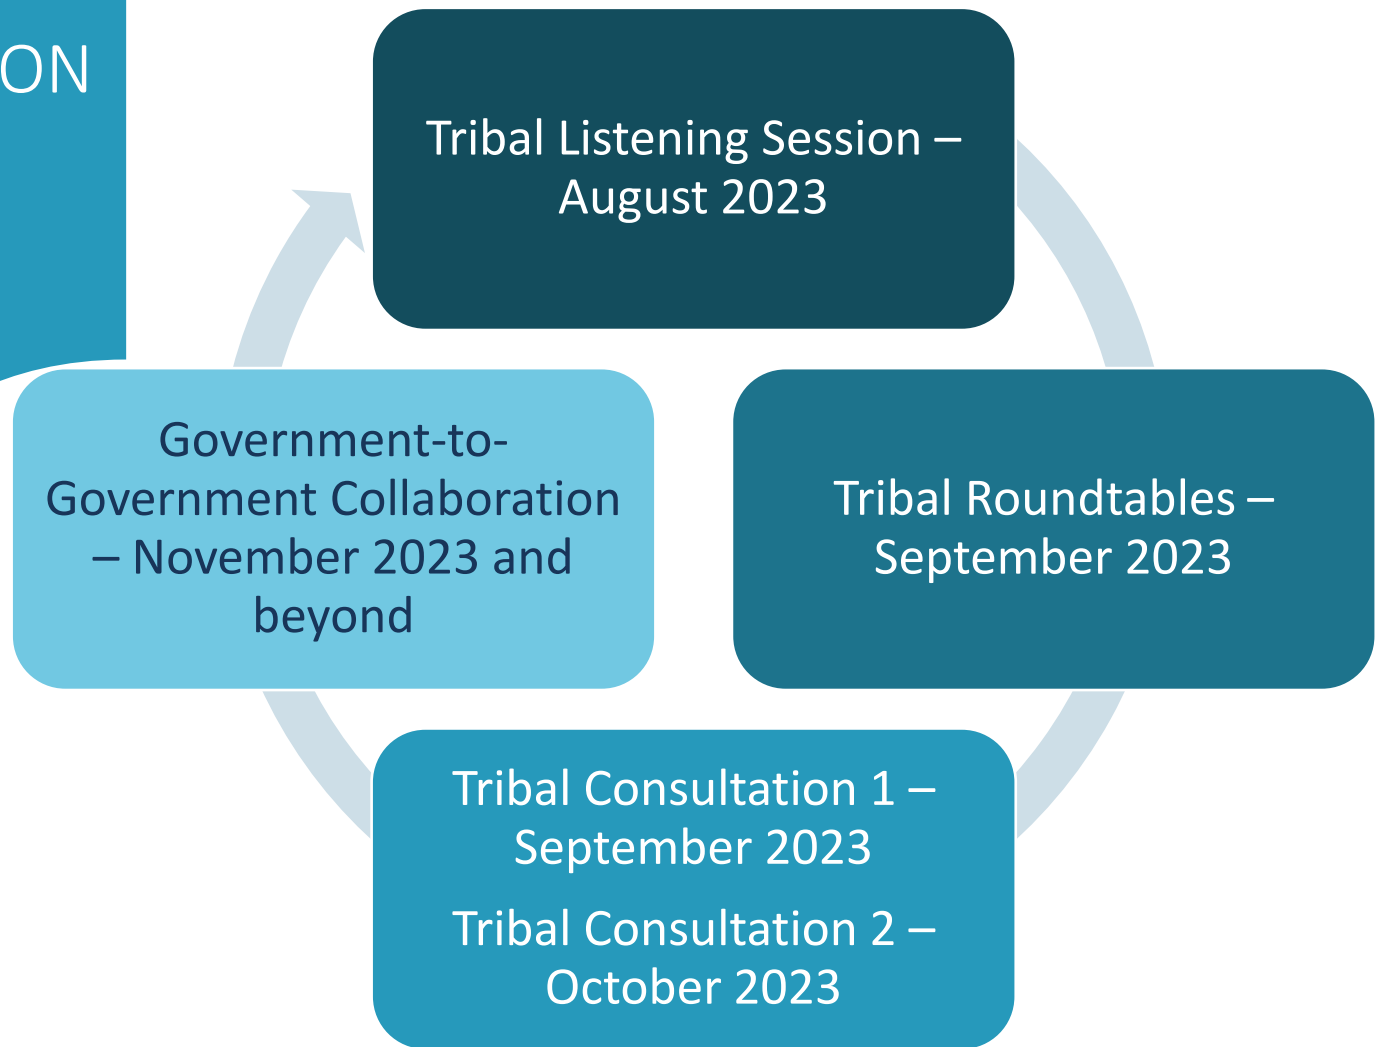 ON
Tribal Listening Session –
August 2023
Tribal Roundtables –
September 2023
Tribal Consultation 1 –
September 2023
Tribal Consultation 2 –
October 2023
Government-to-
Government Collaboration
– November 2023 and
beyond